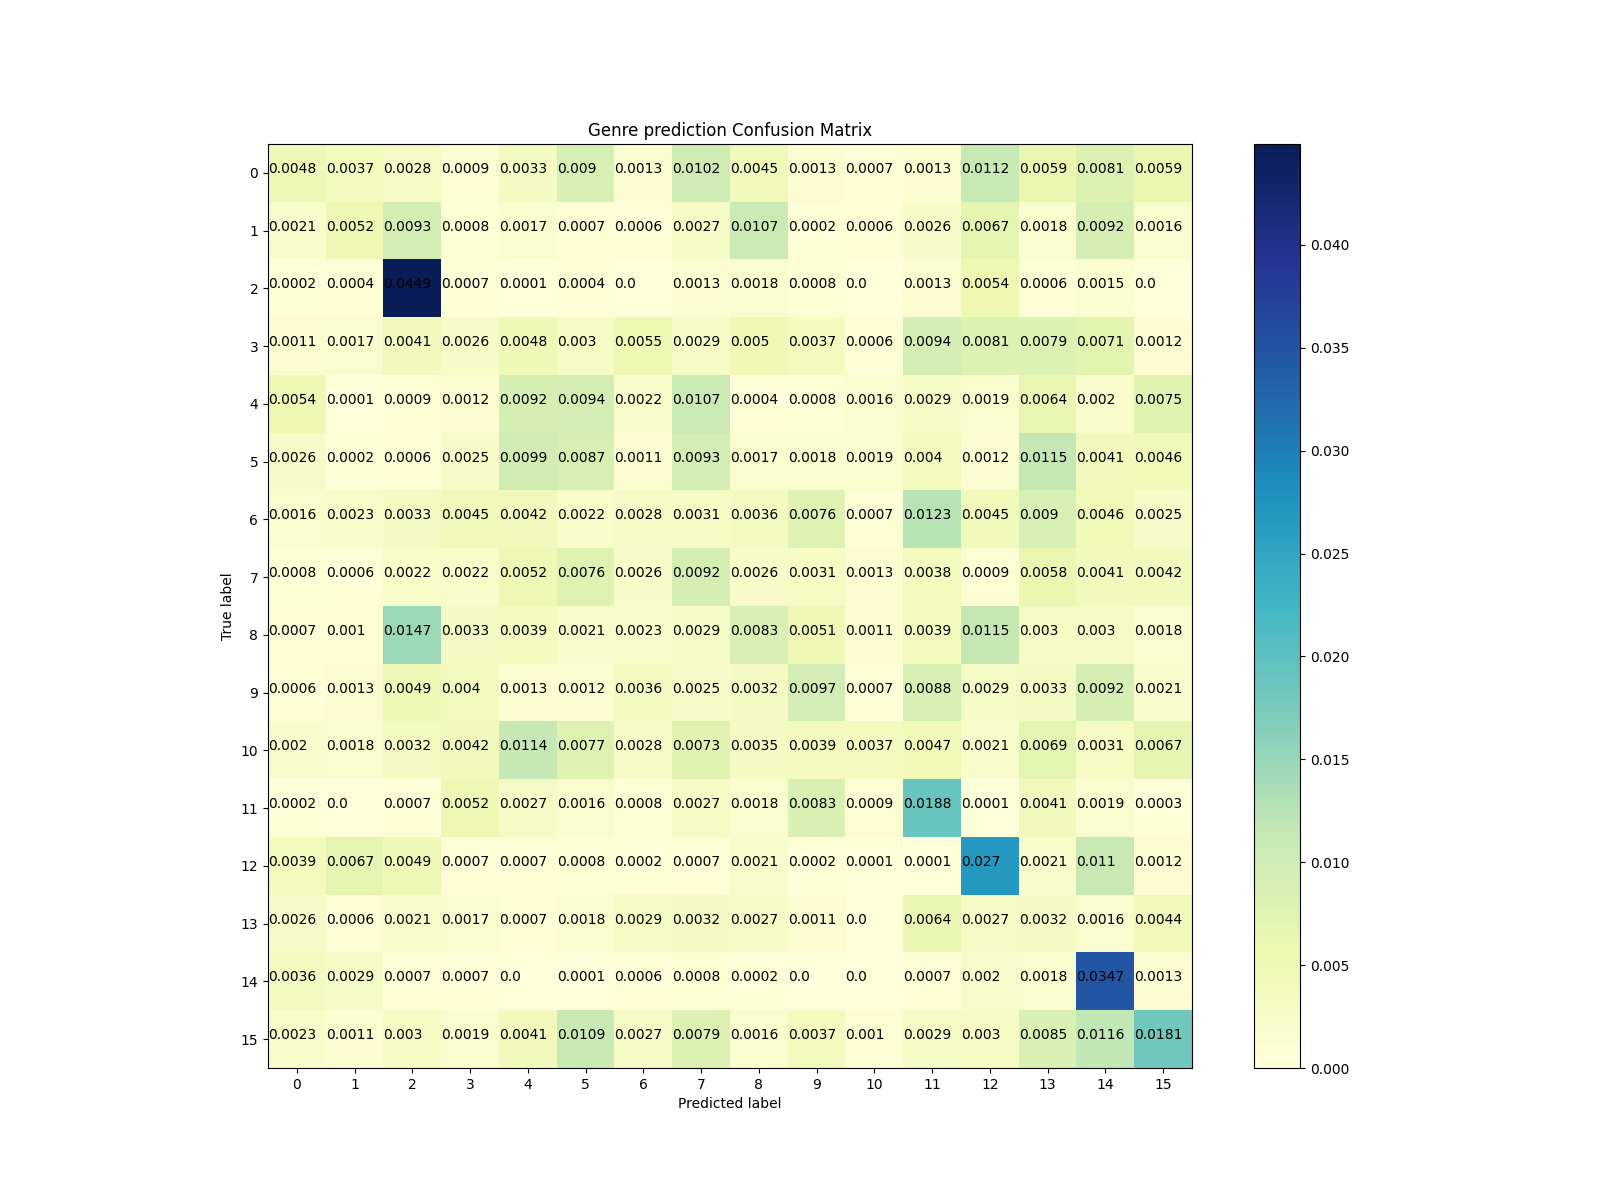 Genre prediction Confusion Matrix
0 0.0048 0.0037 0.0028 0.0009 0.0033 0.009 0.0013 0.0102 0.0045 0.0013 0.0007 0.0013 0.0112 0.0059 0.0081 0.0059
1 0.0021 0.0052 0.0093 0.0008 0.0017 0.0007 0.0006 0.0027 0.0107 0.0002 0.0006 0.0026 0.0067 0.0018 0.0092 0.0016
2 0.0002 0.0004 0.0449 0.0007 0.0001 0.0004 0.0 0.0013 0.0018 0.0008 0.0 0.0013 0.0054 0.0006 0.0015 0.0
3 0.0011 0.0017 0.0041 0.0026 0.0048 0.003 0.0055 0.0029 0.005 0.0037 0.0006 0.0094 0.0081 0.0079 0.0071 0.0012
4 0.0054 0.0001 0.0009 0.0012 0.0092 0.0094 0.0022 0.0107 0.0004 0.0008 0.0016 0.0029 0.0019 0.0064 0.002 0.0075
5 0.0026 0.0002 0.0006 0.0025 0.0099 0.0087 0.0011 0.0093 0.0017 0.0018 0.0019 0.004 0.0012 0.0115 0.0041 0.0046
6 0.0016 0.0023 0.0033 0.0045 0.0042 0.0022 0.0028 0.0031 0.0036 0.0076 0.0007 0.0123 0.0045 0.009 0.0046 0.0025
7 0.0008 0.0006 0.0022 0.0022 0.0052 0.0076 0.0026 0.0092 0.0026 0.0031 0.0013 0.0038 0.0009 0.0058 0.0041 0.0042
8 0.0007 0.001 0.0147 0.0033 0.0039 0.0021 0.0023 0.0029 0.0083 0.0051 0.0011 0.0039 0.0115 0.003 0.003 0.0018
9 0.0006 0.0013 0.0049 0.004 0.0013 0.0012 0.0036 0.0025 0.0032 0.0097 0.0007 0.0088 0.0029 0.0033 0.0092 0.0021
10 0.002 0.0018 0.0032 0.0042 0.0114 0.0077 0.0028 0.0073 0.0035 0.0039 0.0037 0.0047 0.0021 0.0069 0.0031 0.0067
11 0.0002 0.0 0.0007 0.0052 0.0027 0.0016 0.0008 0.0027 0.0018 0.0083 0.0009 0.0188 0.0001 0.0041 0.0019 0.0003
12 0.0039 0.0067 0.0049 0.0007 0.0007 0.0008 0.0002 0.0007 0.0021 0.0002 0.0001 0.0001 0.027 0.0021 0.011 0.0012
13 0.0026 0.0006 0.0021 0.0017 0.0007 0.0018 0.0029 0.0032 0.0027 0.0011 0.0 0.0064 0.0027 0.0032 0.0016 0.0044
14 0.0036 0.0029 0.0007 0.0007 0.0 0.0001 0.0006 0.0008 0.0002 0.0 0.0 0.0007 0.002 0.0018 0.0347 0.0013
15 0.0023 0.0011 0.003 0.0019 0.0041 0.0109 0.0027 0.0079 0.0016 0.0037 0.001 0.0029 0.003 0.0085 0.0116 0.0181
0 1 2 3 4 5 6 7 8 9 10 11 12 13 14 15
Predicted label
True label
0.040
0.035
0.030
0.025
0.020
0.015
0.010
0.005
0.000